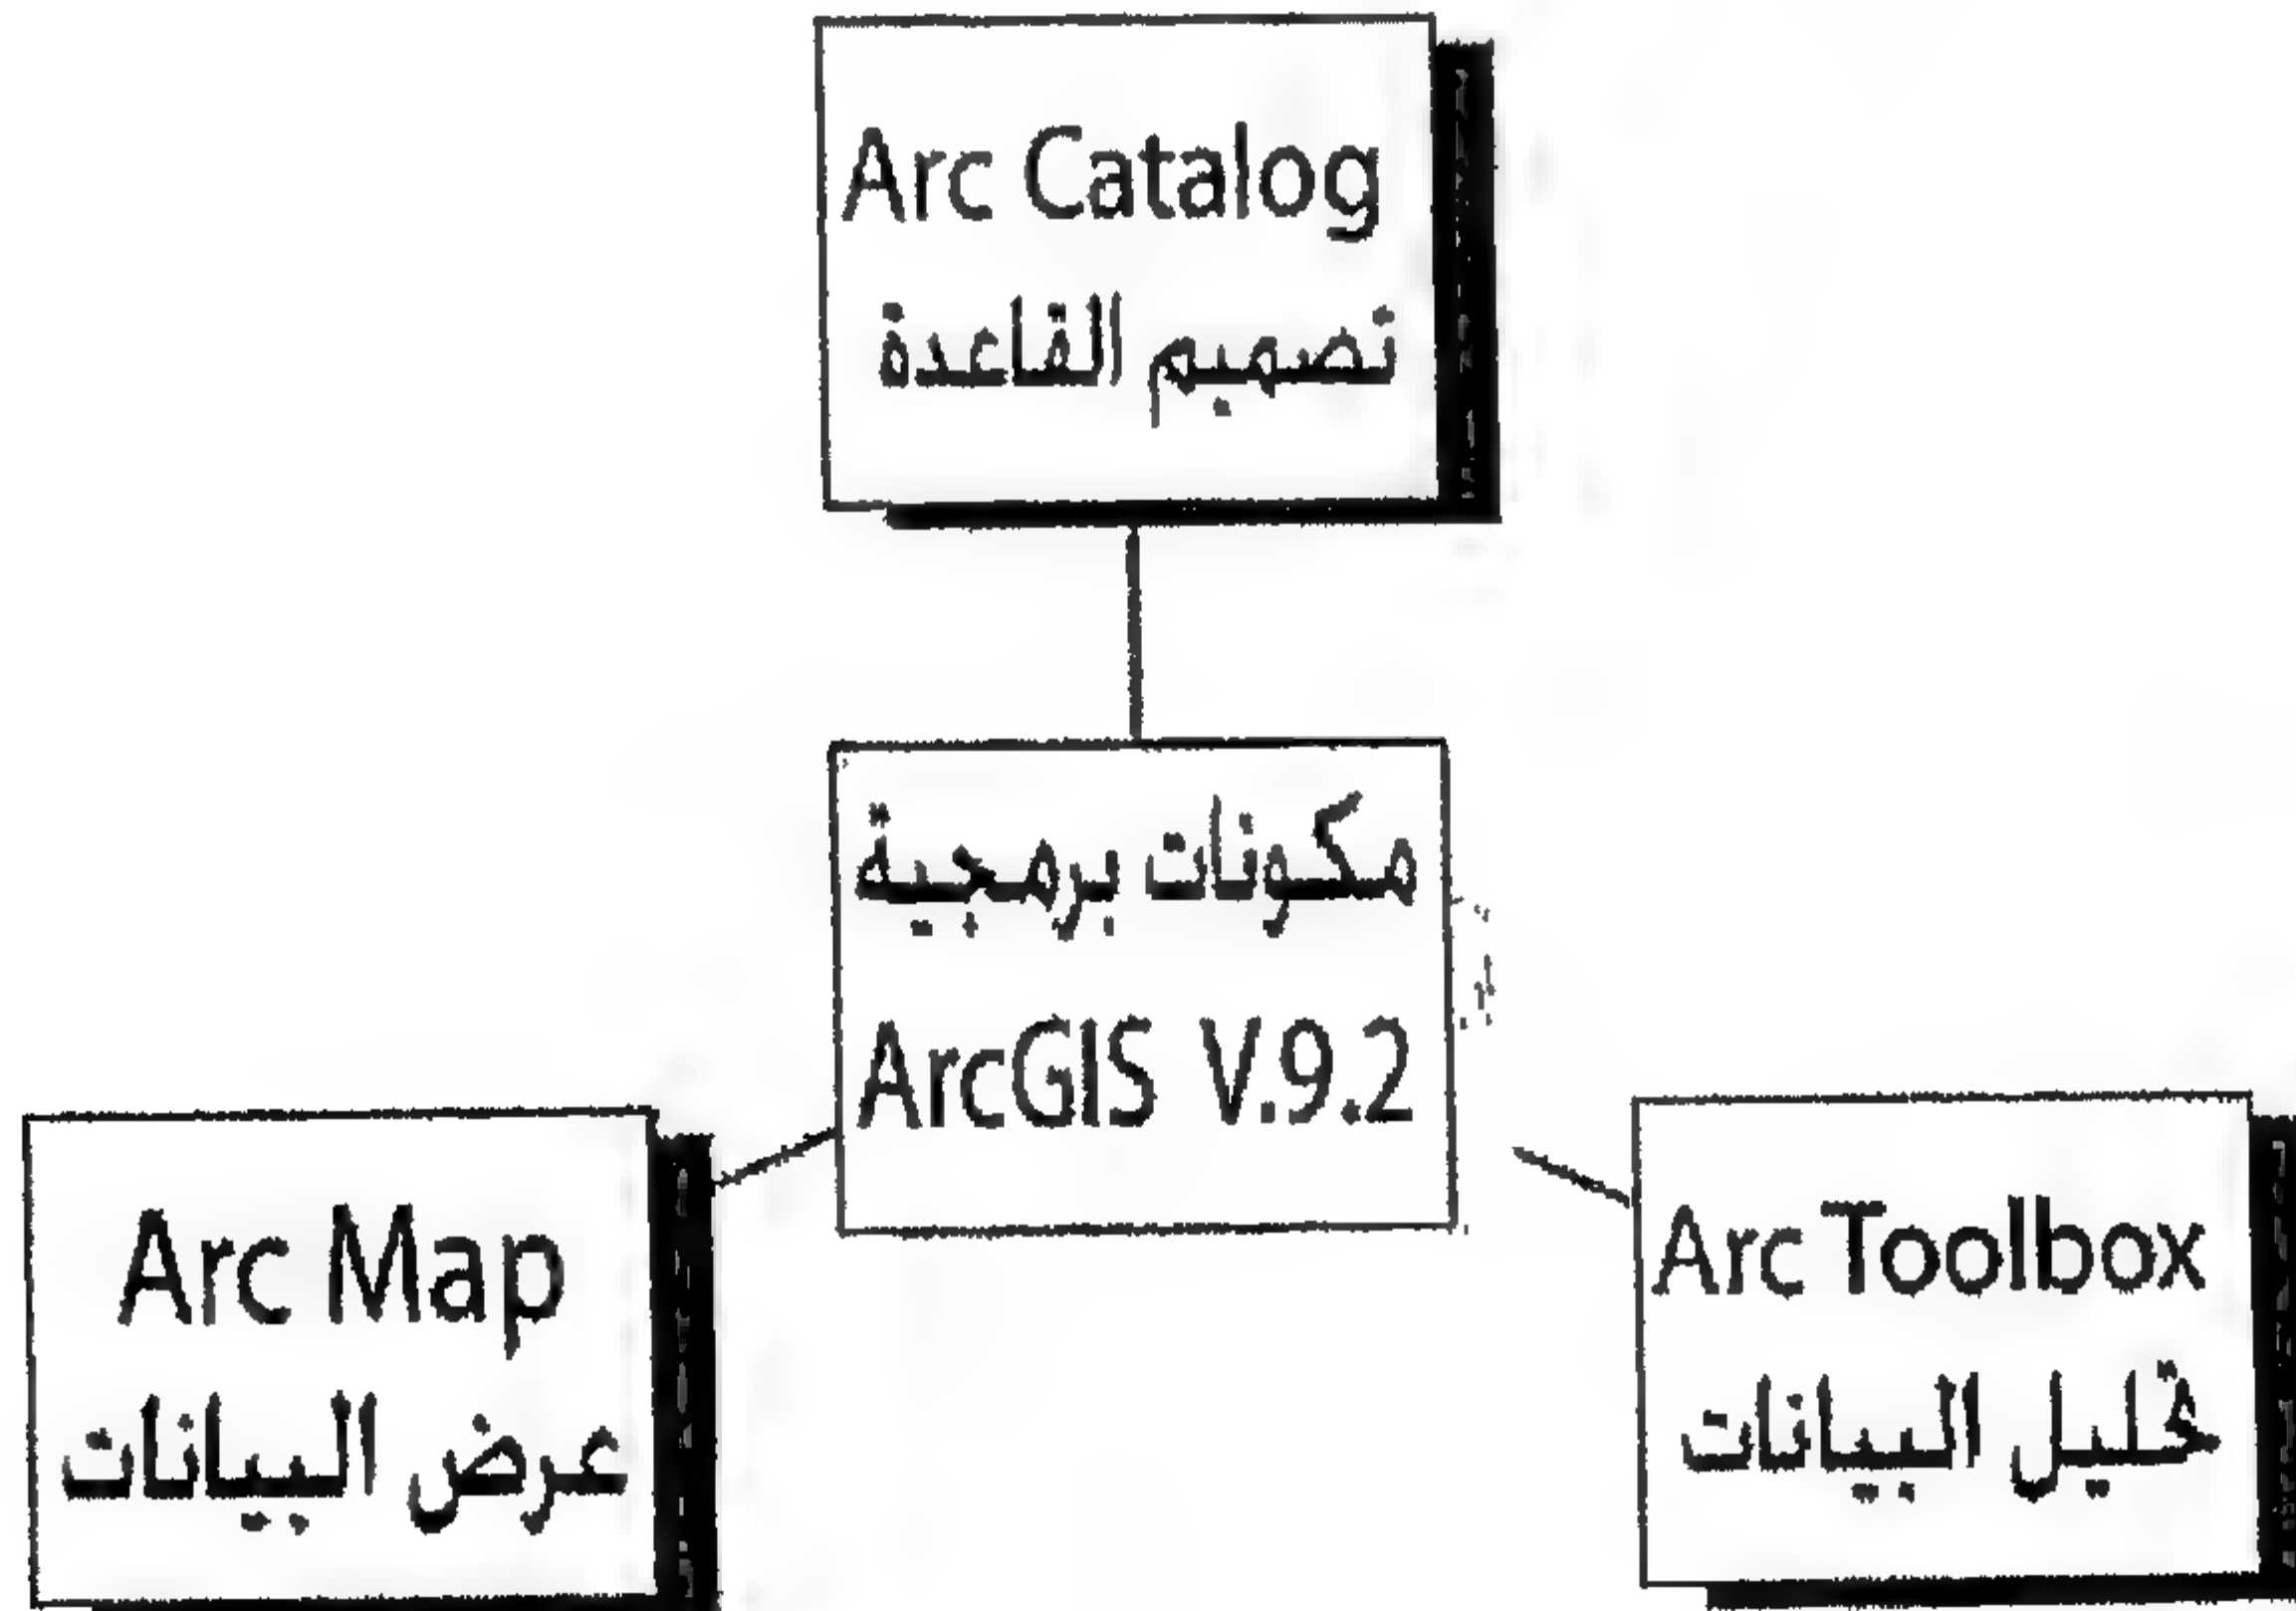 Arc Catalog
تصميم القاعدة
مكونات برمجية
ArcGIS V.9.2
Arc Map
عرض البيانات
Arc Toolbox
تحليل البيانات